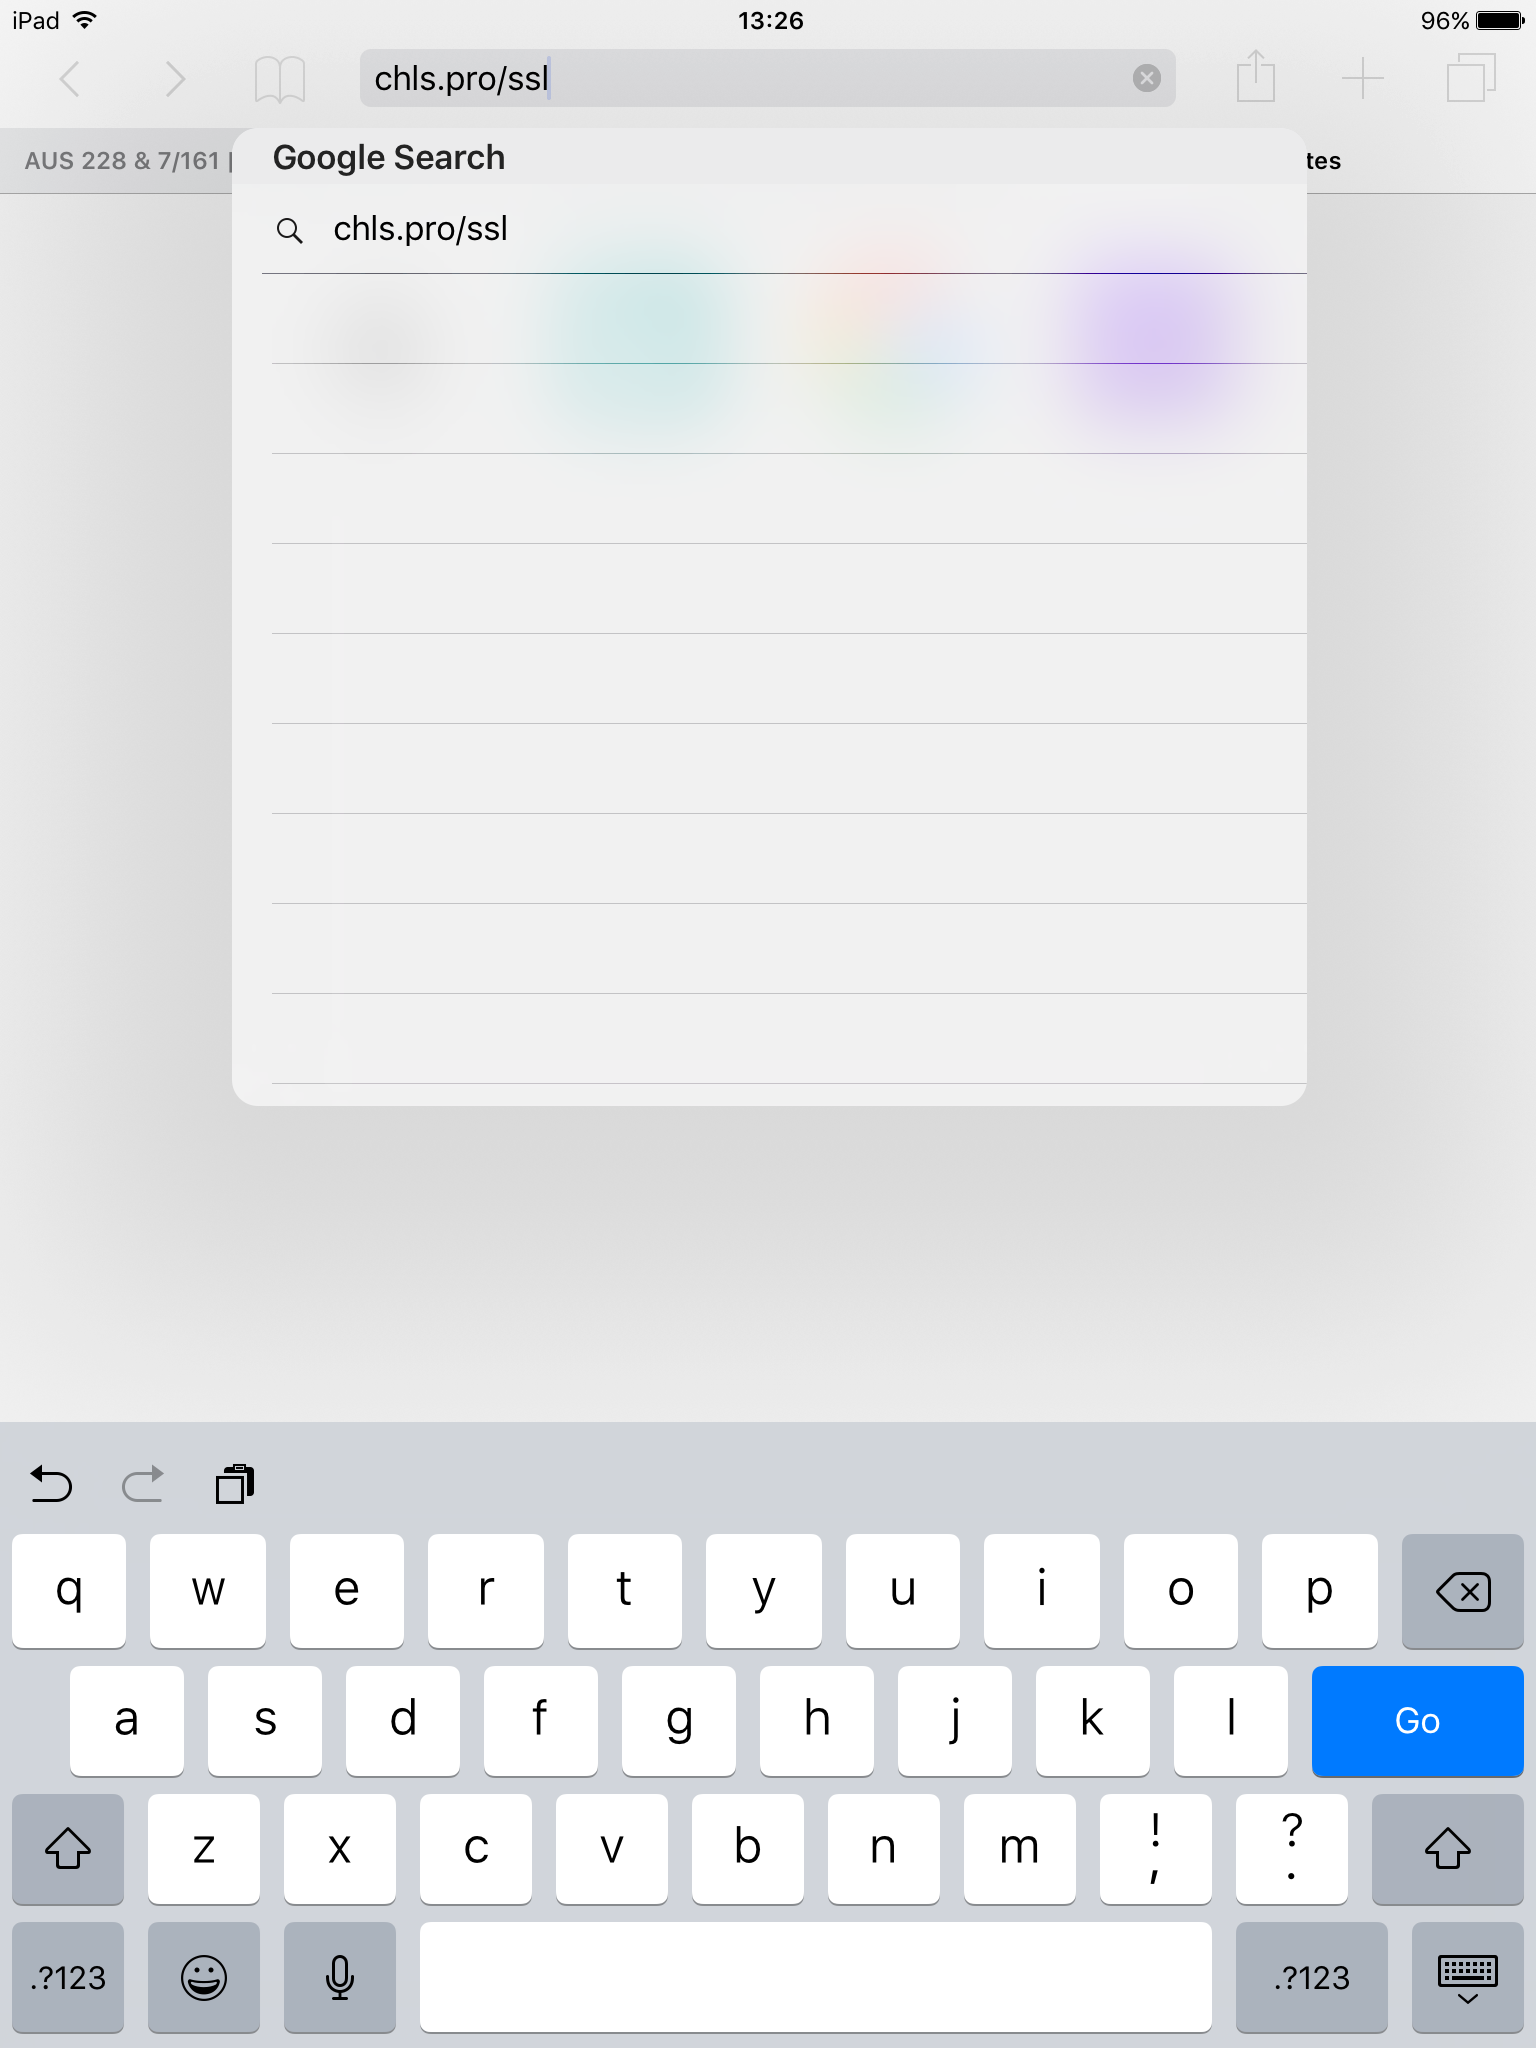 iPad 13:26 96%
chls.pro/ssl
AUS 228 & 7/161 tes
Google Search
chls.pro/ssl
q w e r t y u i o p
a s d f g h j k l Go
z x c v b n m ! , ? .
.?123 .?123